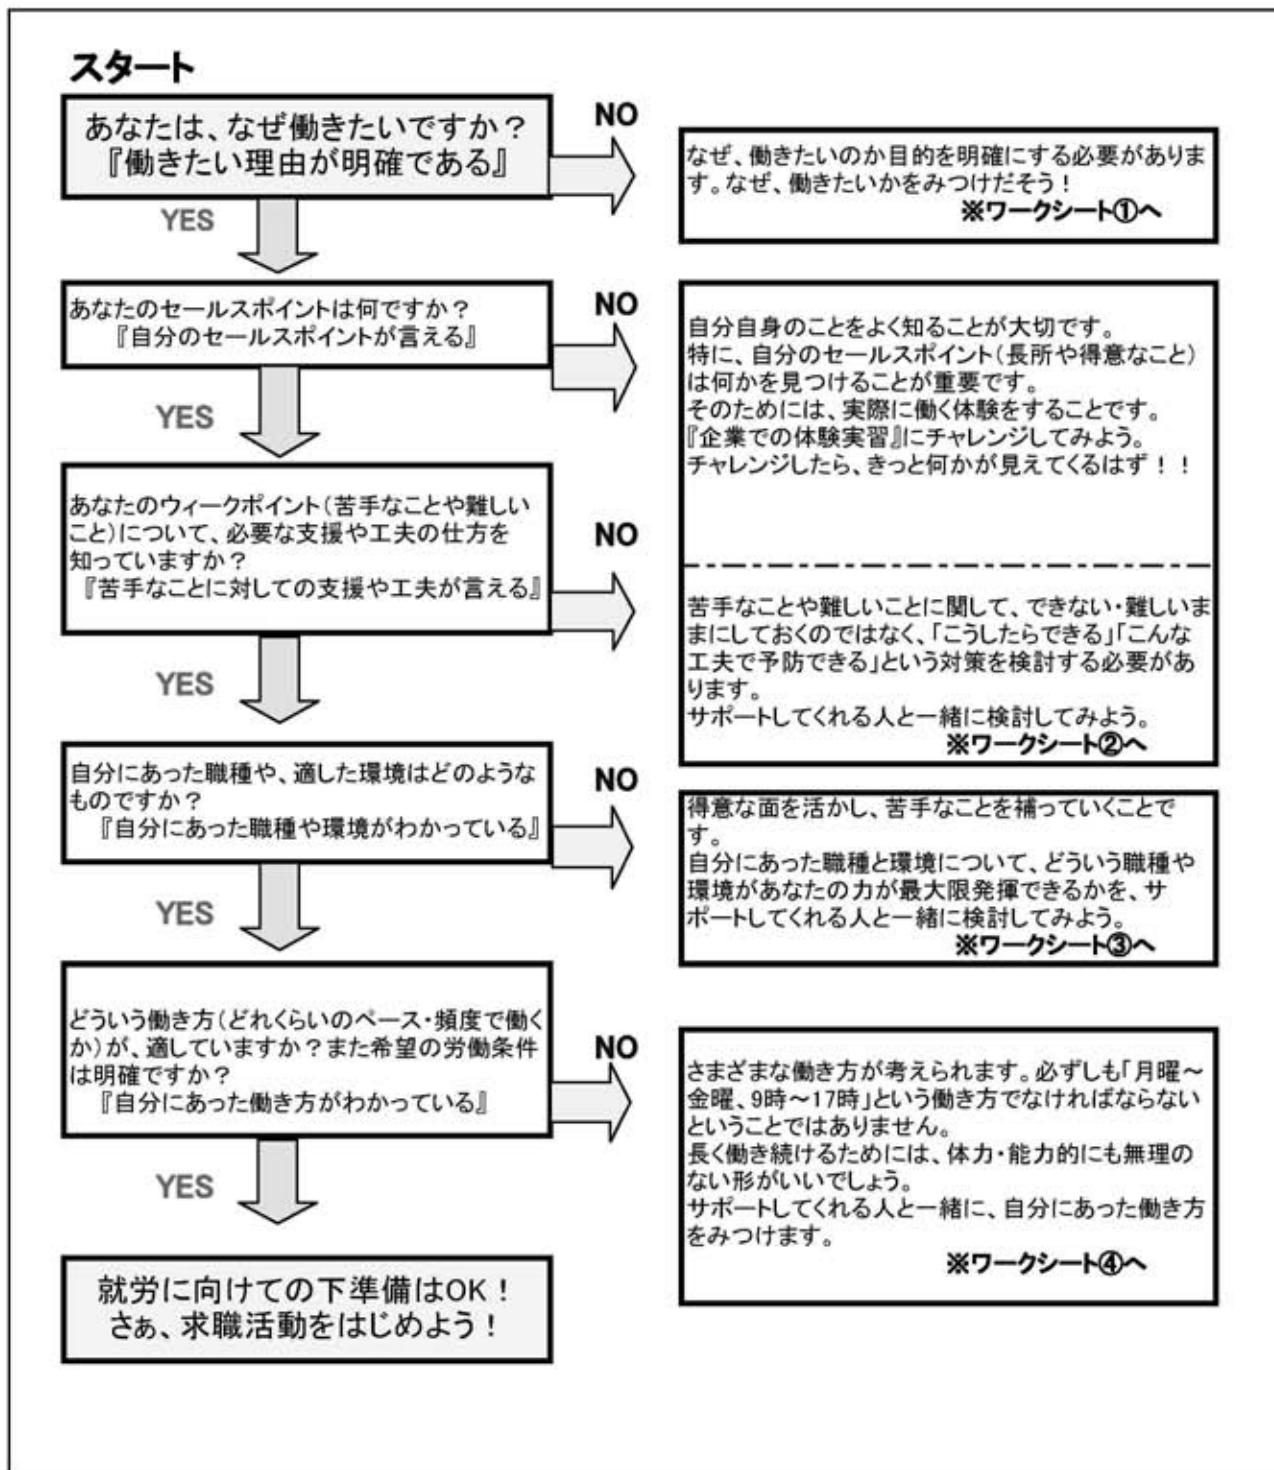 スタート
あなたは、なぜ働きたいですか？
『働きたい理由が明確である』
NO
なぜ、働きたいのか目的を明確にする必要がありま
す。なぜ、働きたいかをみつけだそう！
※ワークシート①へ
YES
あなたのセールスポイントは何ですか？
『自分のセールスポイントが言える』
NO
自分自身のことをよく知ることが大切です。
特に、自分のセールスポイント（長所や得意なこと）
は何かを見つけることが重要です。
そのためには、実際に働く体験をすることです。
『企業での体験実習』にチャレンジしてみよう。
チャレンジしたら、きっと何かが見えてくるはず！！
YES
あなたのウィークポイント（苦手なことや難しい
こと）について、必要な支援や工夫の仕方を
知っていますか？
『苦手なことに対しての支援や工夫が言える』
NO
苦手なことや難しいことに関して、できない・難しいま
まにしておくのではなく、「こうしたらできる」「こんな
工夫で予防できる」という対策を検討する必要があ
ります。
サポートしてくれる人と一緒に検討してみよう。
※ワークシート②へ
YES
自分にあった職種や、適した環境はどのような
ものですか？
『自分にあった職種や環境がわかっている』
NO
得意な面を活かし、苦手なことを補っていくことで
す。
自分にあった職種と環境について、どういう職種や
環境があなたの力が最大限発揮できるかを、サ
ポートしてくれる人と一緒に検討してみよう。
※ワークシート③へ
YES
どういう働き方（どれくらいのペース・頻度で働く
か）が、適していますか？また希望の労働条件
は明確ですか？
『自分にあった働き方がわかっている』
NO
さまざまな働き方が考えられます。必ずしも「月曜～
金曜、9時～17時」という働き方でなければならない
ということではありません。
長く働き続けるためには、体力・能力的にも無理の
ない形がいいでしょう。
サポートしてくれる人と一緒に、自分にあった働き方
をみつけます。
※ワークシート④へ
YES
就労に向けての下準備はOK！
さぁ、求職活動をはじめよう！